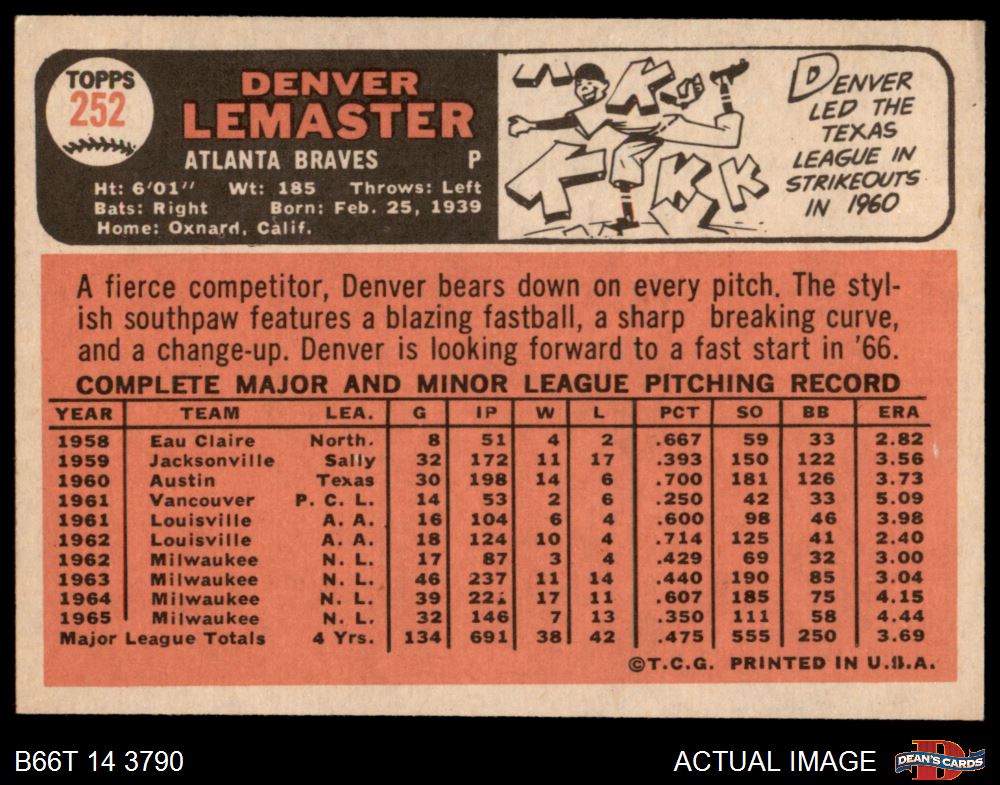 TOPPS
252
DENVER
LEMASTER
ATLANTA BRAVES P
Ht: 6'01" Wt: 185 Throws: Left
Bats: Right Born: Feb. 25, 1939
Home: Oxnard, Calif.
K K K K K
DENVER
LED THE
TEXAS
LEAGUE IN
STRIKEOUTS
IN 1960
A fierce competitor, Denver bears down on every pitch. The styl-
ish southpaw features a blazing fastball, a sharp breaking curve,
and a change-up. Denver is looking forward to a fast start in '66.
COMPLETE MAJOR AND MINOR LEAGUE PITCHING RECORD
YEAR TEAM LEA. G IP W L PCT SO BB ERA
1958 Eau Claire North. 8 51 4 2 .667 59 33 2.82
1959 Jacksonville Sally 32 172 11 17 .393 150 122 3.56
1960 Austin Texas 30 198 14 6 .700 181 126 3.73
1961 Vancouver P. C. L. 14 53 2 6 .250 42 33 5.09
1961 Louisville A. A. 16 104 6 4 .600 98 46 3.98
1962 Louisville A. A. 18 124 10 4 .714 125 41 2.40
1962 Milwaukee N. L. 17 87 3 4 .429 69 32 3.00
1963 Milwaukee N. L. 46 237 11 14 .440 190 85 3.04
1964 Milwaukee N. L. 39 17 11 .607 185 75 4.15
1965 Milwaukee N. L. 32 146 7 13 .350 111 58 4.44
Major League Totals 4 Yrs. 134 691 38 42 .475 555 250 3.69
©T.C.G. PRINTED IN U.S.A.
B66T 14 3790 ACTUAL IMAGE DEAN'S CARDS